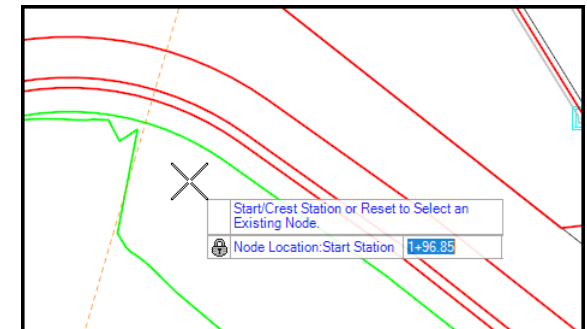 Start/Crest Station or Reset to Select an
Existing Node.
Node Location:Start Station 1+96.85